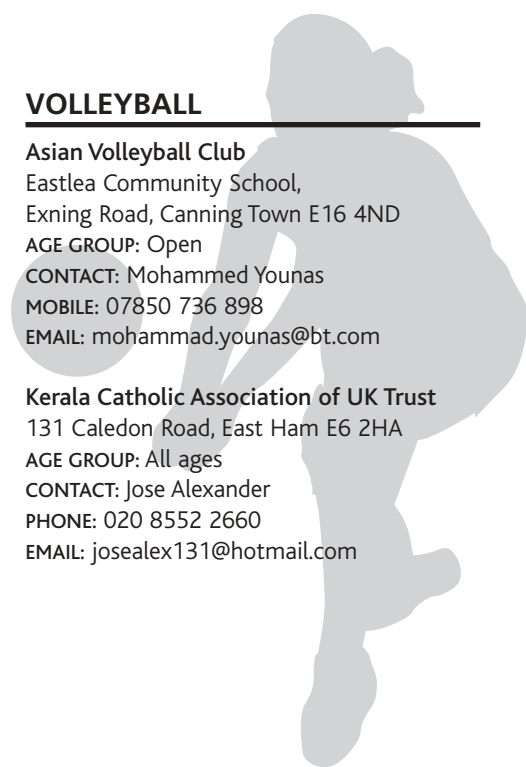 VOLLEYBALL
Asian Volleyball Club
Eastlea Community School,
Exning Road, Canning Town E16 4ND
AGE GROUP: Open
CONTACT: Mohammed Younas
MOBILE: 07850 736 898
EMAIL: mohammad.younas@bt.com
Kerala Catholic Association of UK Trust
131 Caledon Road, East Ham E6 2HA
AGE GROUP: All ages
CONTACT: Jose Alexander
PHONE: 020 8552 2660
EMAIL: josealex131@hotmail.com